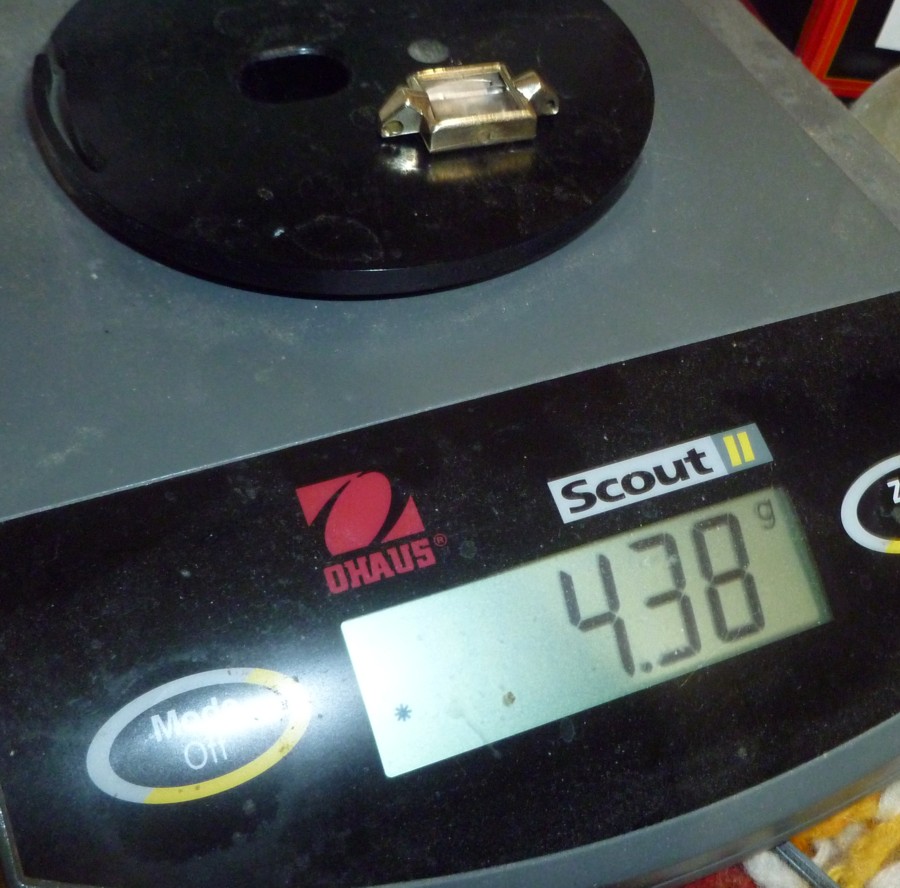 Scout II
OHAUS®
4.38 g
*
Mode
Off